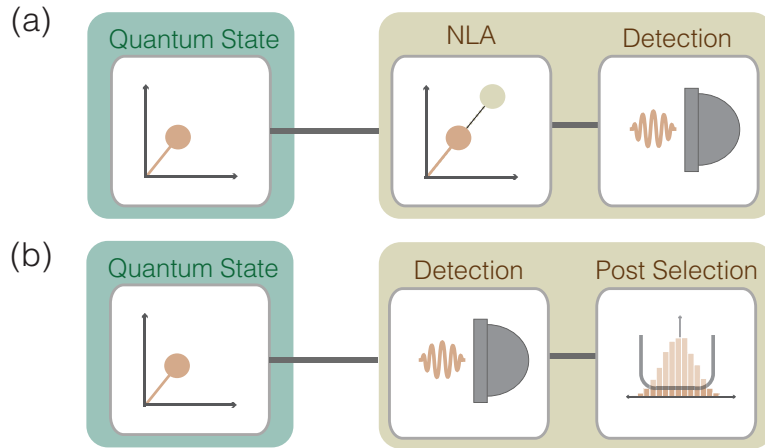 (a)
Quantum State
NLA
Detection
(b)
Quantum State
Detection
Post Selection